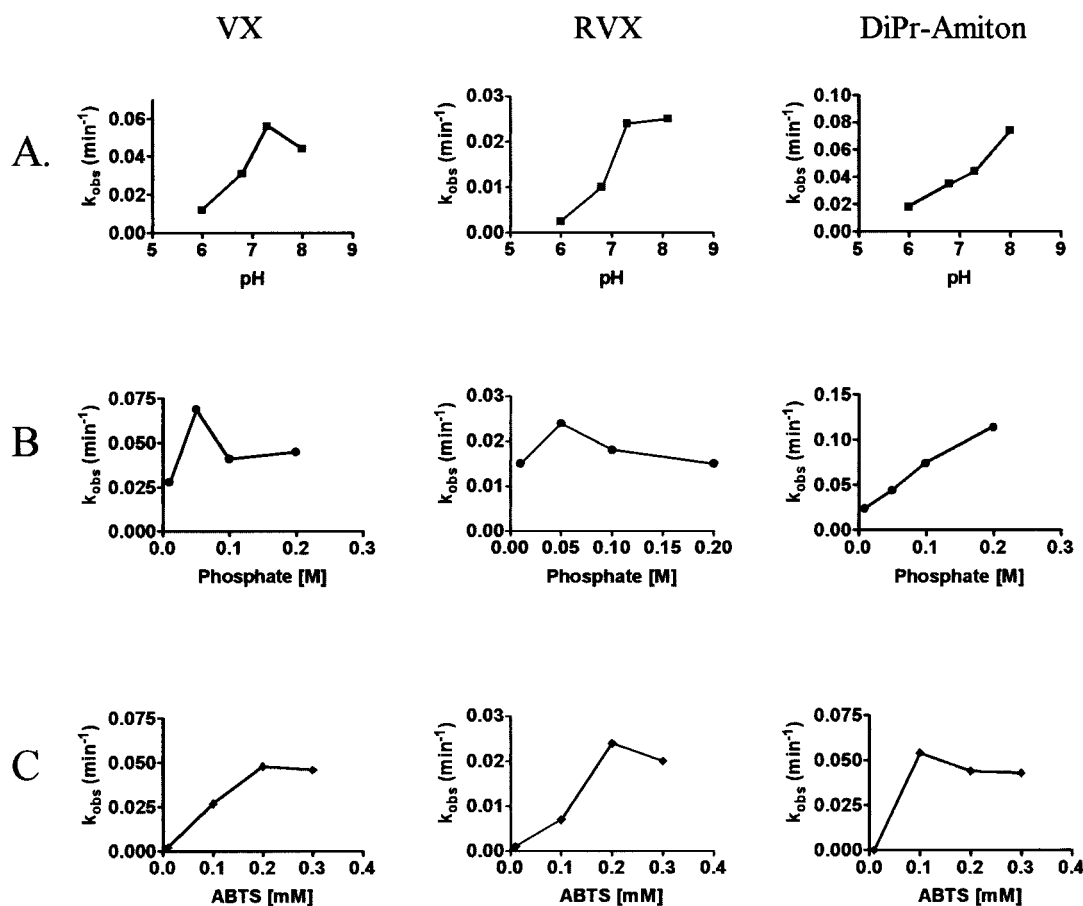 VX RVX DiPr-Amiton
A.
k_obs (min⁻¹)
0.06
0.04
0.02
0.00
5 6 7 8 9
pH
k_obs (min⁻¹)
0.03
0.02
0.01
0.00
5 6 7 8 9
pH
k_obs (min⁻¹)
0.10
0.08
0.06
0.04
0.02
0.00
5 6 7 8 9
pH
B
k_obs (min⁻¹)
0.075
0.050
0.025
0.000
0.0 0.1 0.2 0.3
Phosphate [M]
k_obs (min⁻¹)
0.03
0.02
0.01
0.00
0.00 0.05 0.10 0.15 0.20
Phosphate [M]
k_obs (min⁻¹)
0.15
0.10
0.05
0.00
0.0 0.1 0.2 0.3
Phosphate [M]
C
k_obs (min⁻¹)
0.075
0.050
0.025
0.000
0.0 0.1 0.2 0.3 0.4
ABTS [mM]
k_obs (min⁻¹)
0.03
0.02
0.01
0.00
0.0 0.1 0.2 0.3 0.4
ABTS [mM]
k_obs (min⁻¹)
0.075
0.050
0.025
0.000
0.0 0.1 0.2 0.3 0.4
ABTS [mM]